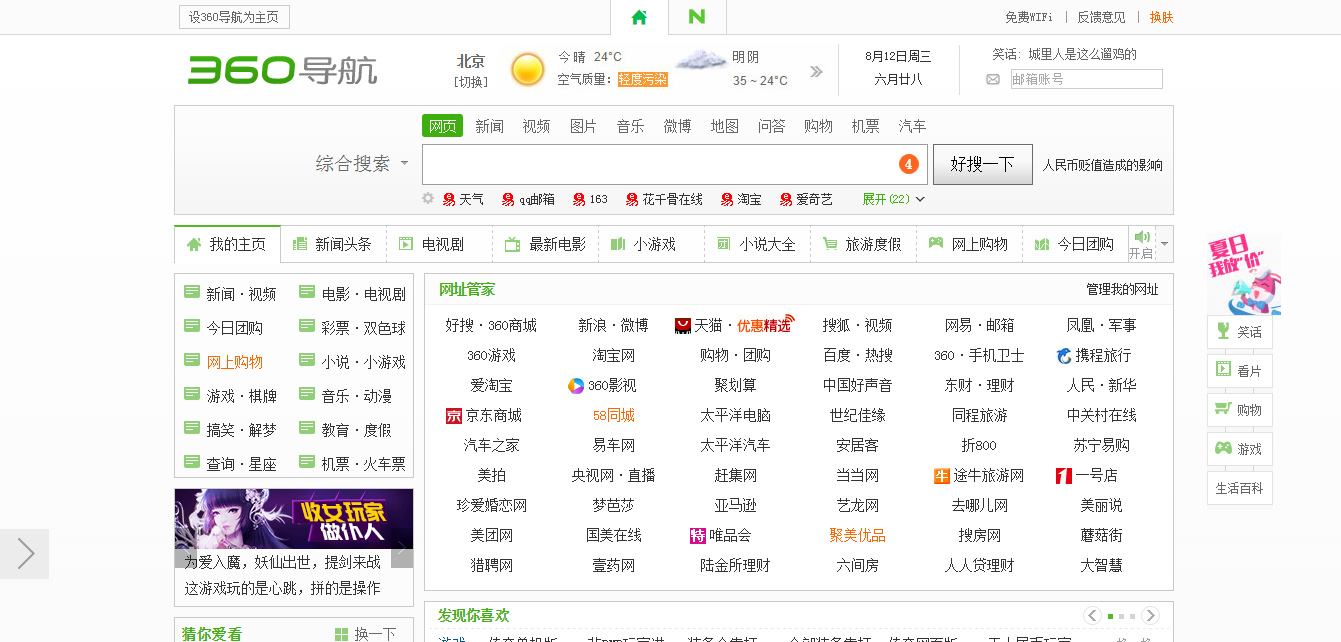 设360导航为主页
免费WIFi | 反馈意见 | 换肤
360导航
北京
[切换]
今 晴 24°C
空气质量: 轻度污染
明 阴
35 ~ 24°C
8月12日周三
六月廿八
笑话: 城里人是这么遛鸡的
邮箱账号
网页 新闻 视频 图片 音乐 微博 地图 问答 购物 机票 汽车
综合搜索
4
好搜一下
人民币贬值造成的影响
天气 qq邮箱 163 花千骨在线 淘宝 爱奇艺 展开(22)
我的主页 新闻头条 电视剧 最新电影 小游戏 小说大全 旅游度假 网上购物 今日团购 开启
新闻·视频 电影·电视剧
今日团购 彩票·双色球
网上购物 小说·小游戏
游戏·棋牌 音乐·动漫
搞笑·解梦 教育·度假
查询·星座 机票·火车票
收女玩家
做仆人
为爱入魔，妖仙出世，提剑来战
这游戏玩的是心跳，拼的是操作
猜你爱看 换一下
网址管家 管理我的网址
好搜·360商城 新浪·微博 天猫·优惠精选 搜狐·视频 网易·邮箱 凤凰·军事
360游戏 淘宝网 购物·团购 百度·热搜 360·手机卫士 携程旅行
爱淘宝 360影视 聚划算 中国好声音 东财·理财 人民·新华
京 京东商城 58同城 太平洋电脑 世纪佳缘 同程旅游 中关村在线
汽车之家 易车网 太平洋汽车 安居客 折800 苏宁易购
美拍 央视网·直播 赶集网 当当网 牛 途牛旅游网 1 一号店
珍爱婚恋网 梦芭莎 亚马逊 艺龙网 去哪儿网 美丽说
美团网 国美在线 特 唯品会 聚美优品 搜房网 蘑菇街
猎聘网 壹药网 陆金所理财 六间房 人人贷理财 大智慧
发现你喜欢
夏日
我放“价”
笑话
看片
购物
游戏
生活百科